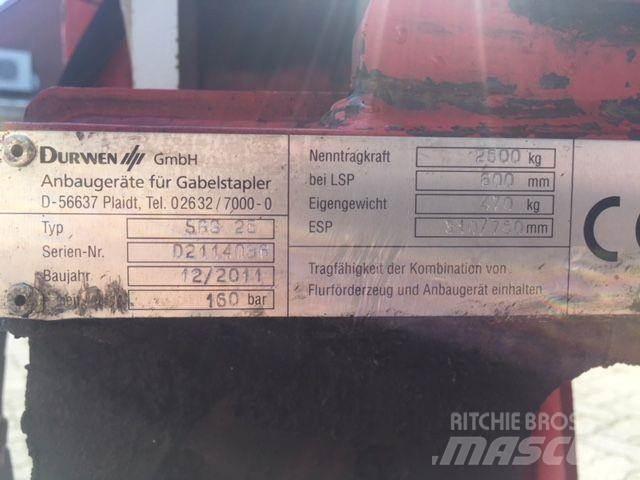 DURWEN GmbH
Anbaugeräte für Gabelstapler
D-56637 Plaidt, Tel. 02632/7000-0
Typ
Serien-Nr.
Baujahr 12/2011
160 bar
Nenntragkraft 2500 kg
bei LSP 600 mm
Eigengewicht kg
ESP mm
Tragfähigkeit der Kombination von
Flurförderzeug und Anbaugerät einhalten
RITCHIE BROS
MASCUS